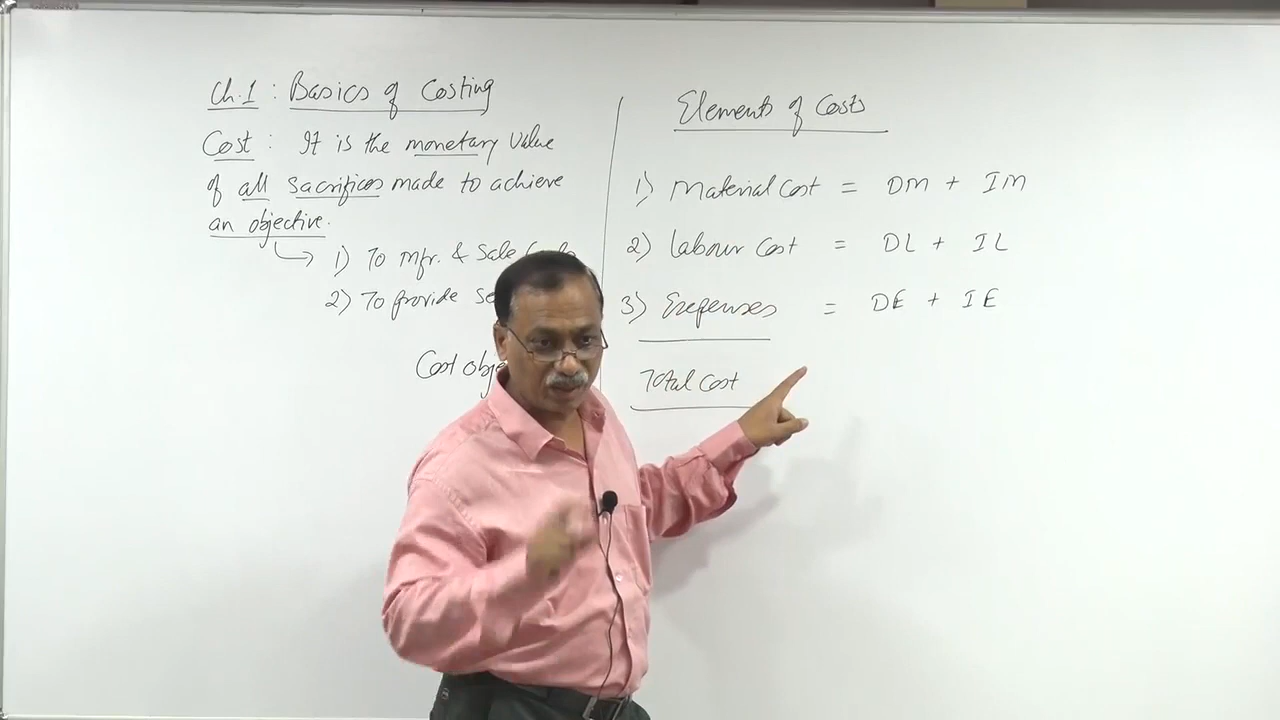 Ch.1 : Basics of Costing
Cost : It is the monetary value
of all sacrifices made to achieve
an objective.
1) To Mfr. & Sale
2) To provide
Cost
Elements of Costs
1) Material Cost = DM + IM
2) Labour Cost = DL + IL
3) Expenses = DE + IE
Total Cost